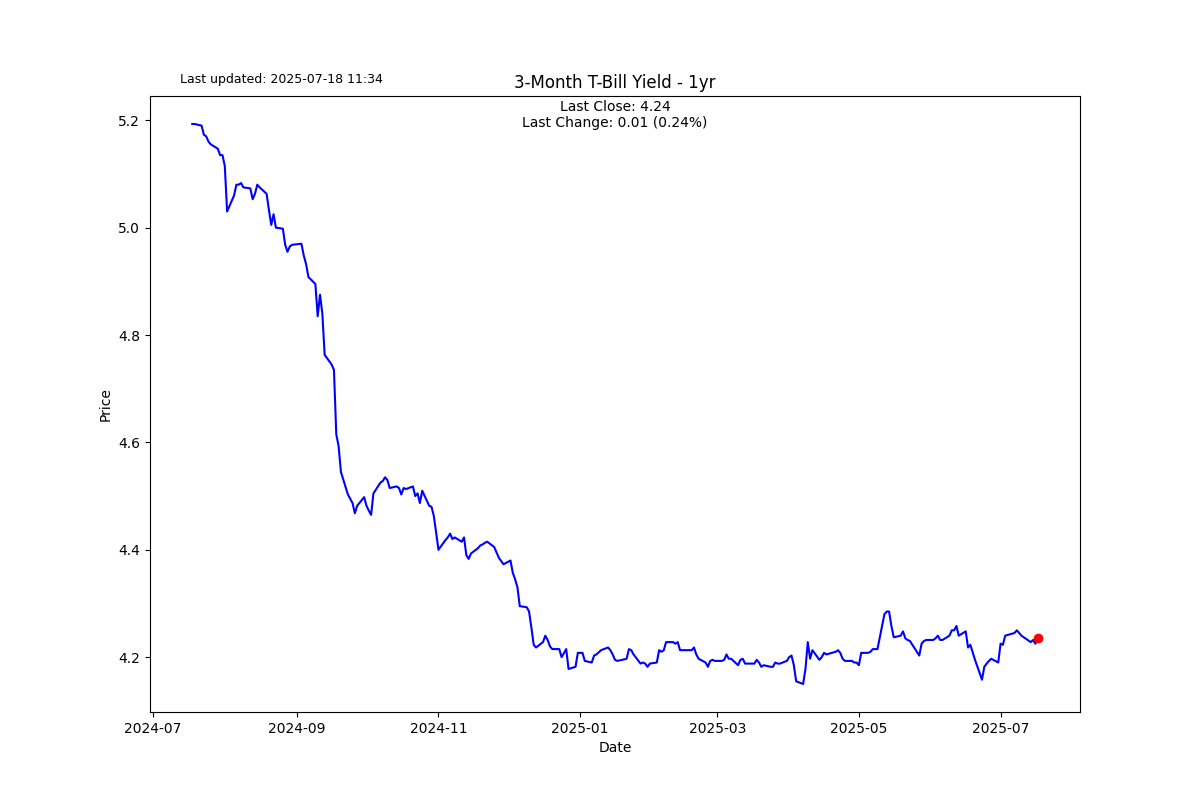 Last updated: 2025-07-18 11:34
3-Month T-Bill Yield - 1yr
Last Close: 4.24
Last Change: 0.01 (0.24%)
5.2
5.0
4.8
4.6
4.4
4.2
Price
2024-07 2024-09 2024-11 2025-01 2025-03 2025-05 2025-07
Date